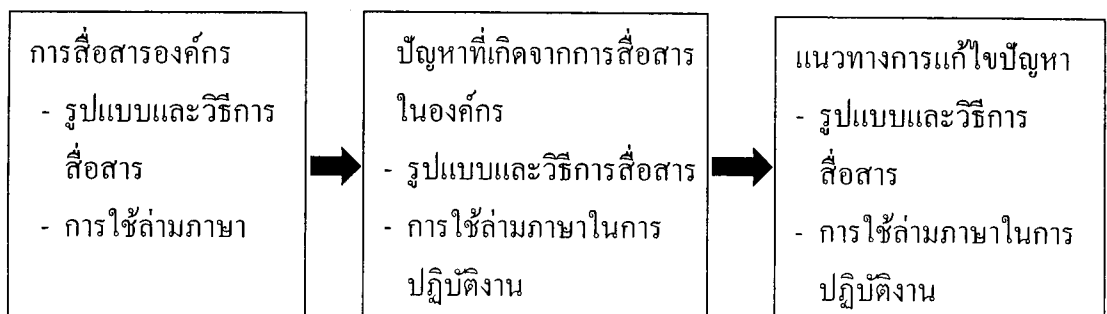 การสื่อสารองค์กร
- รูปแบบและวิธีการ
สื่อสาร
- การใช้ล่ามภาษา
ปัญหาที่เกิดจากการสื่อสาร
ในองค์กร
- รูปแบบและวิธีการสื่อสาร
- การใช้ล่ามภาษาในการ
ปฏิบัติงาน
แนวทางการแก้ไขปัญหา
- รูปแบบและวิธีการ
สื่อสาร
- การใช้ล่ามภาษาในการ
ปฏิบัติงาน